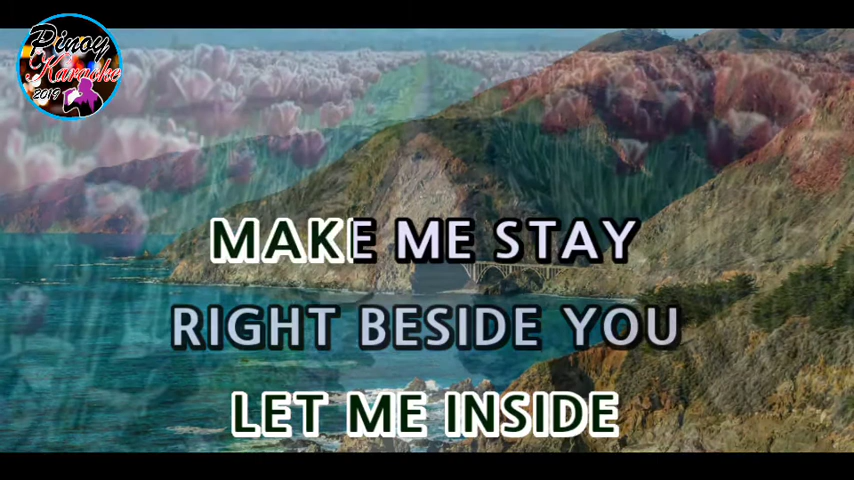 Pinoy
Karaoke
2019
MAKE ME STAY
RIGHT BESIDE YOU
LET ME INSIDE